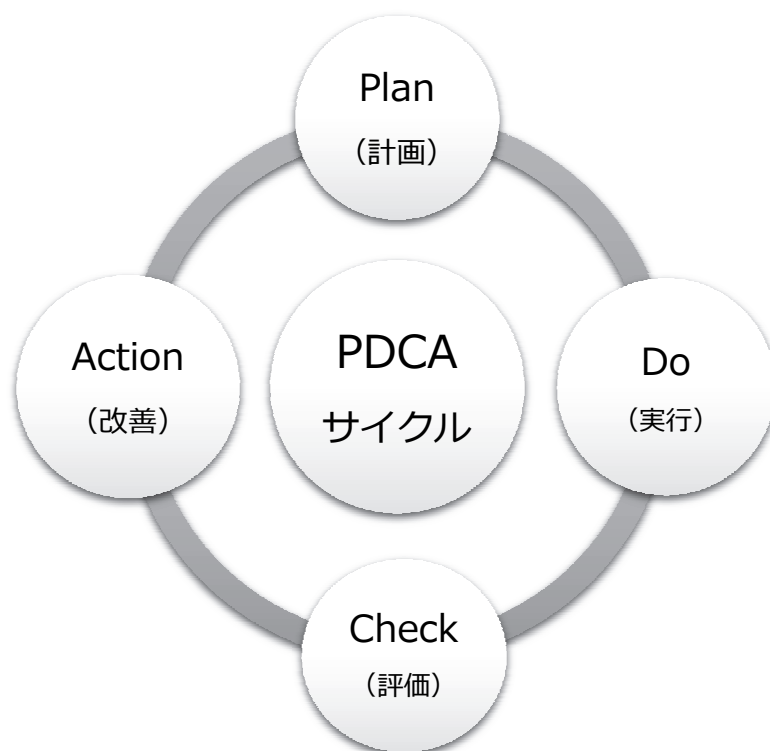 Plan
（計画）
Action
（改善）
PDCA
サイクル
Do
（実行）
Check
（評価）